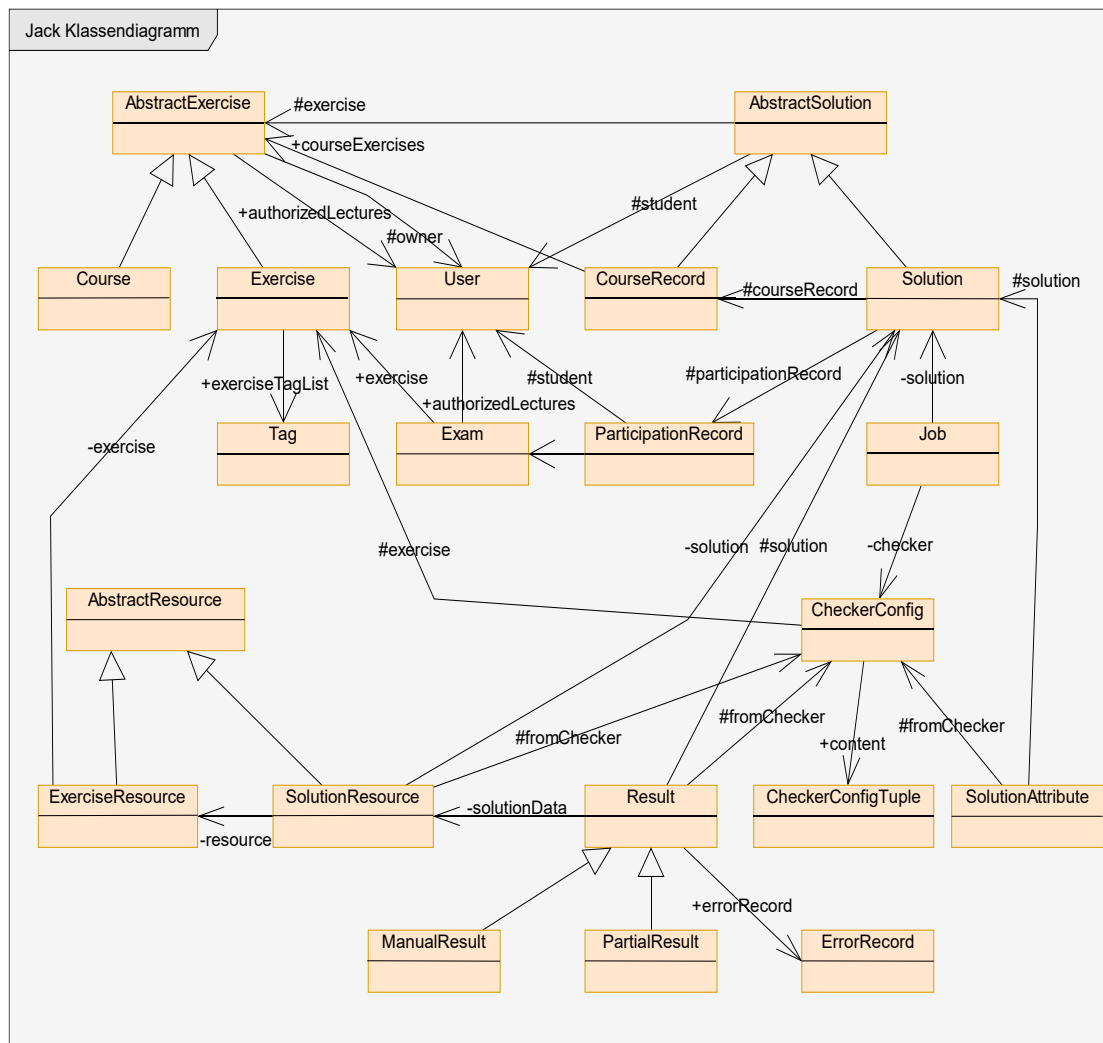 Jack Klassendiagramm
AbstractExercise
#exercise
AbstractSolution
+courseExercises
+authorizedLectures
#student
#owner
Course
Exercise
User
CourseRecord
Solution
#solution
#courseRecord
+exerciseTagList
+exercise
#student
#participationRecord
-solution
+authorizedLectures
Tag
Exam
ParticipationRecord
Job
-exercise
#exercise
-solution
#solution
-checker
AbstractResource
CheckerConfig
#fromChecker
#fromChecker
+content
#fromChecker
ExerciseResource
SolutionResource
-solutionData
Result
CheckerConfigTuple
SolutionAttribute
-resource
+errorRecord
ManualResult
PartialResult
ErrorRecord